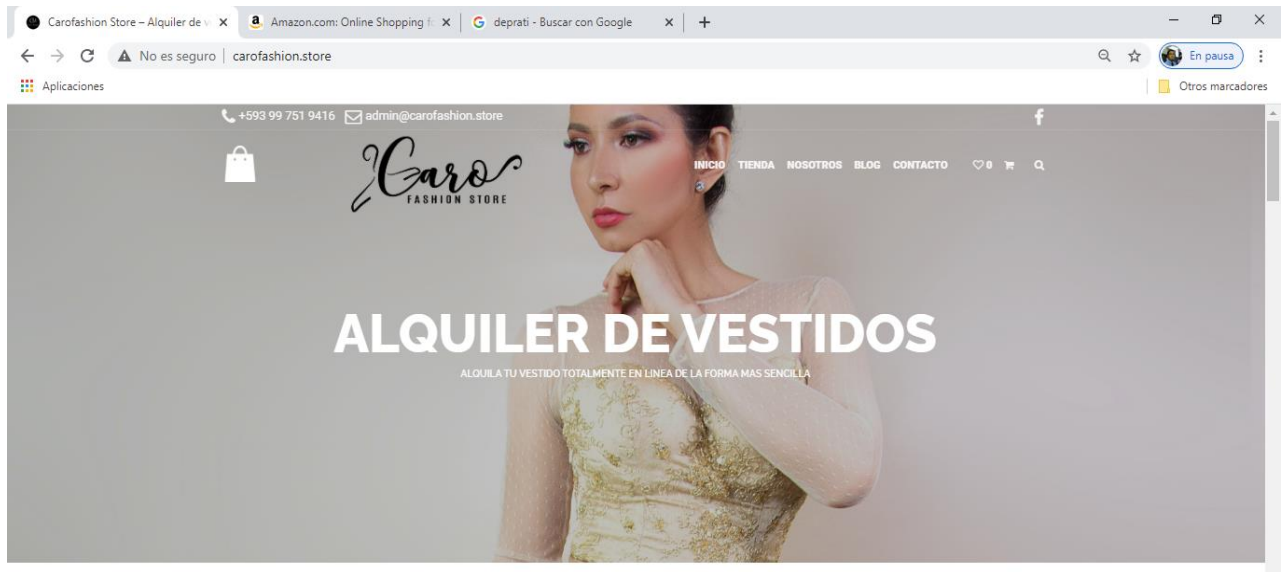 Carofashion Store – Alquiler de v
Amazon.com: Online Shopping fo
deprati - Buscar con Google
No es seguro
carofashion.store
En pausa
Aplicaciones
Otros marcadores
+593 99 751 9416 admin@carofashion.store
Caro
FASHION STORE
INICIO TIENDA NOSOTROS BLOG CONTACTO 0
ALQUILER DE VESTIDOS
ALQUILA TU VESTIDO TOTALMENTE EN LINEA DE LA FORMA MAS SENCILLA